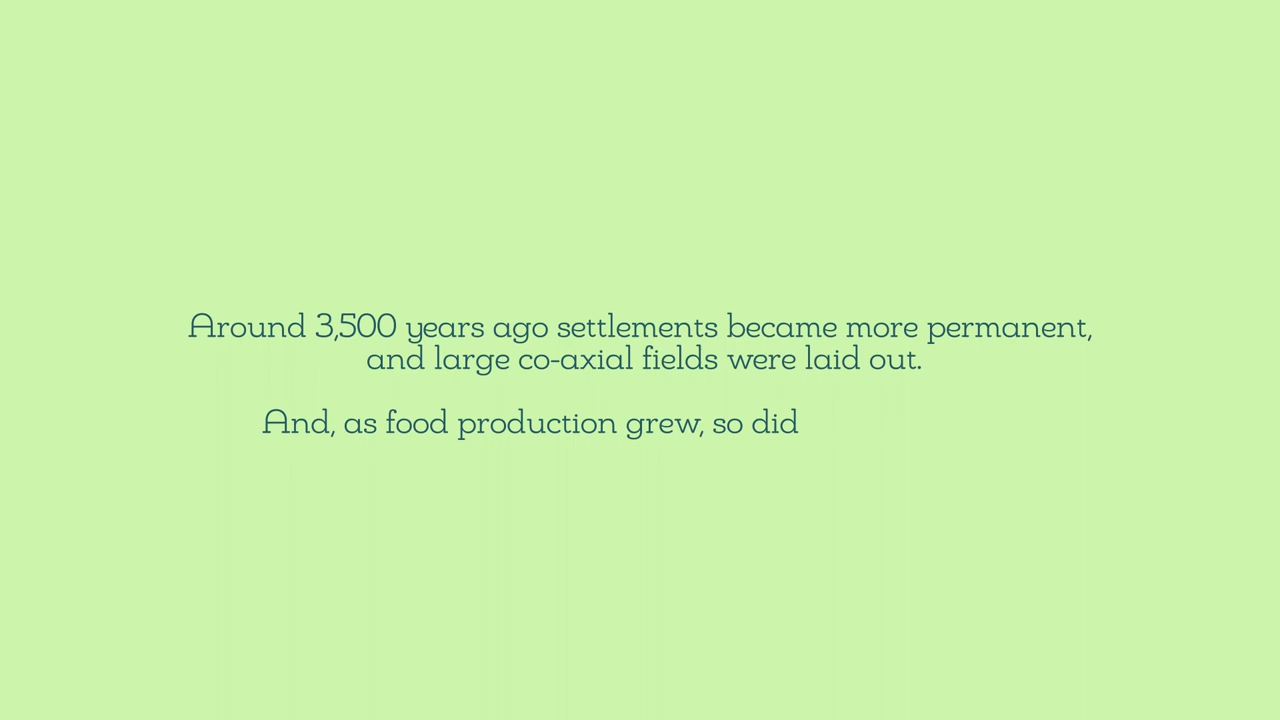 Around 3,500 years ago settlements became more permanent,
and large co-axial fields were laid out.
And, as food production grew, so did